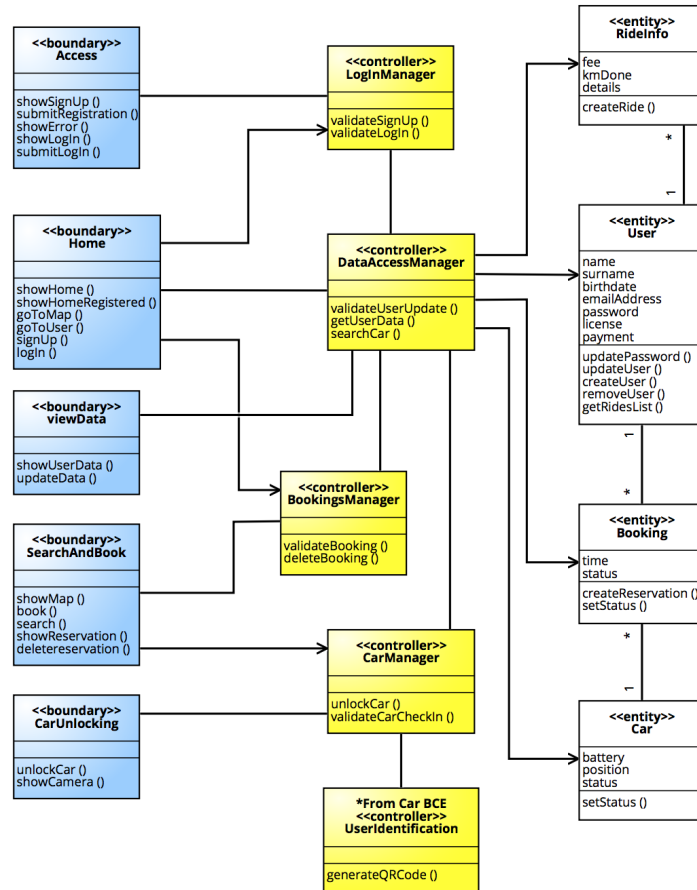 <<boundary>>
Access
showSignUp ()
submitRegistration ()
showError ()
showLogIn ()
submitLogIn ()
<<boundary>>
Home
showHome ()
showHomeRegistered ()
goToMap ()
goToUser ()
signUp ()
logIn ()
<<boundary>>
viewData
showUserData ()
updateData ()
<<boundary>>
SearchAndBook
showMap ()
book ()
search ()
showReservation ()
deletereservation ()
<<boundary>>
CarUnlocking
unlockCar ()
showCamera ()
<<controller>>
LogInManager
validateSignUp ()
validateLogIn ()
<<controller>>
DataAccessManager
validateUserUpdate ()
getUserData ()
searchCar ()
<<controller>>
BookingsManager
validateBooking ()
deleteBooking ()
<<controller>>
CarManager
unlockCar ()
validateCarCheckIn ()
*From Car BCE
<<controller>>
UserIdentification
generateQRCode ()
<<entity>>
RideInfo
fee
kmDone
details
createRide ()
*
1
<<entity>>
User
name
surname
birthdate
emailAddress
password
license
payment
updatePassword ()
updateUser ()
createUser ()
removeUser ()
getRidesList ()
1
*
<<entity>>
Booking
time
status
createReservation ()
setStatus ()
*
1
<<entity>>
Car
battery
position
status
setStatus ()